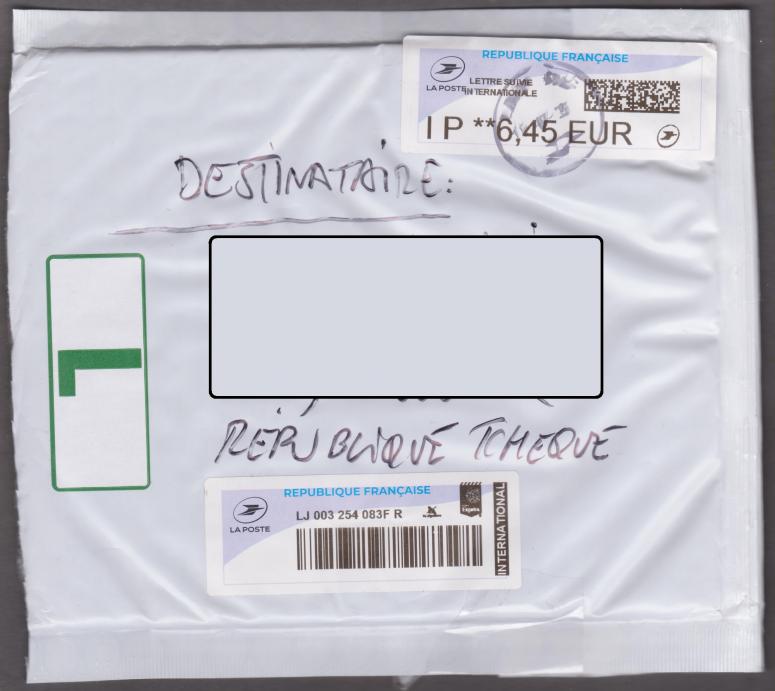 REPUBLIQUE FRANÇAISE
LA POSTE
LETTRE SUIVIE
INTERNATIONALE
IP **6,45 EUR
DESTINATAIRE:
L
REPUBLIQUE TCHEQUE
REPUBLIQUE FRANÇAISE
LA POSTE
LJ 003 254 083F R
INTERNATIONAL